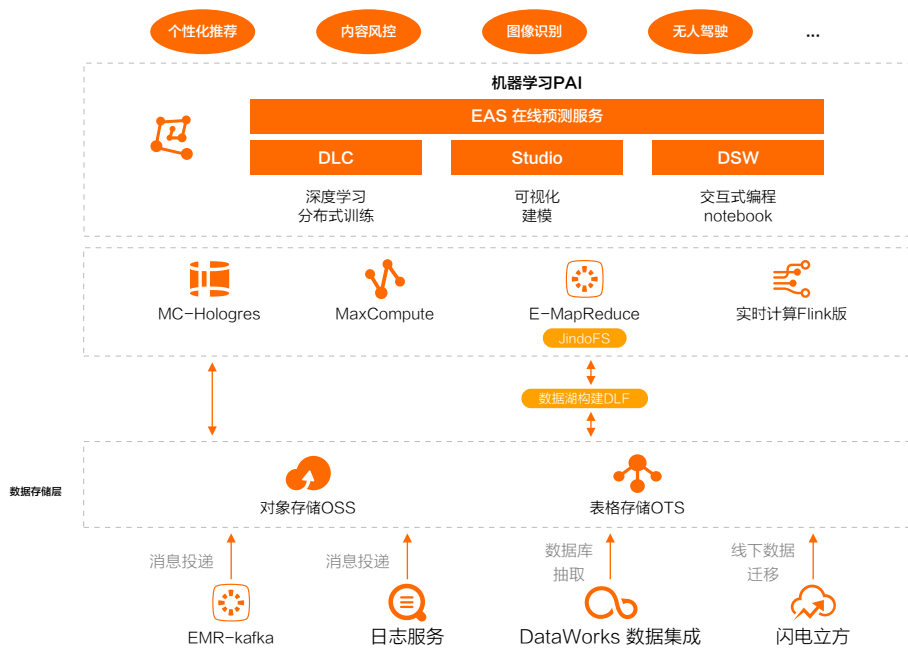 个性化推荐
内容风控
图像识别
无人驾驶
...
机器学习PAI
EAS 在线预测服务
DLC
Studio
DSW
深度学习
分布式训练
可视化
建模
交互式编程
notebook
MC-Hologres
MaxCompute
E-MapReduce
实时计算Flink版
JindoFS
数据湖构建DLF
数据存储层
对象存储OSS
表格存储OTS
消息投递
消息投递
数据库
抽取
线下数据
迁移
EMR-kafka
日志服务
DataWorks 数据集成
闪电立方